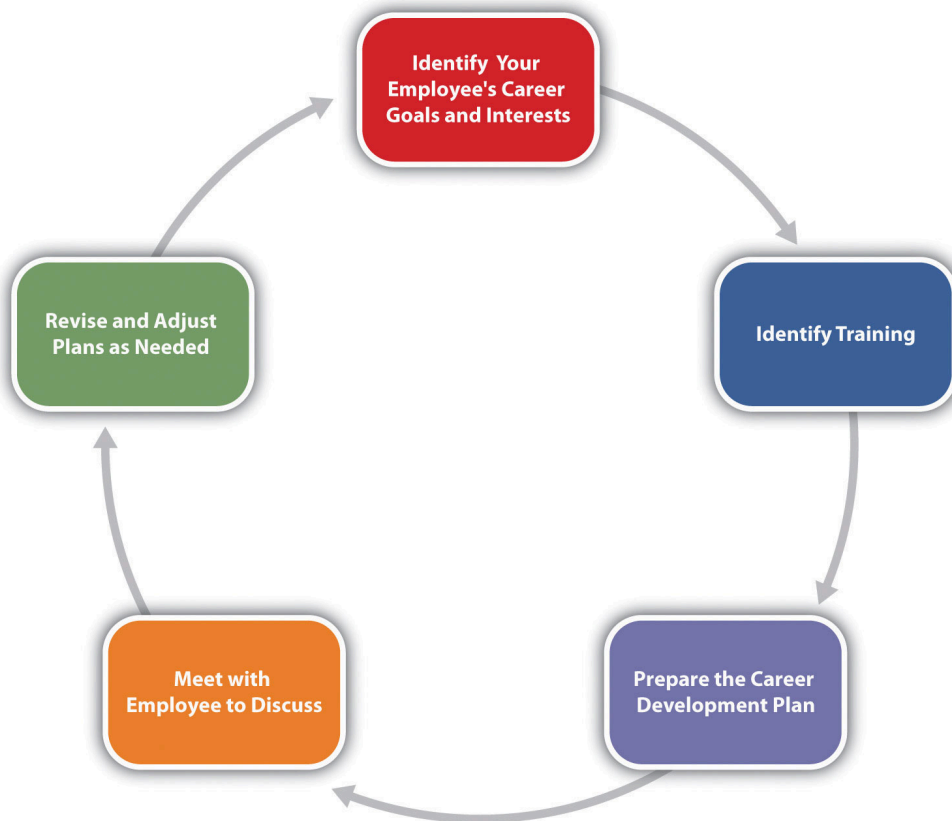 Identify Your
Employee's Career
Goals and Interests
Identify Training
Prepare the Career
Development Plan
Meet with
Employee to Discuss
Revise and Adjust
Plans as Needed